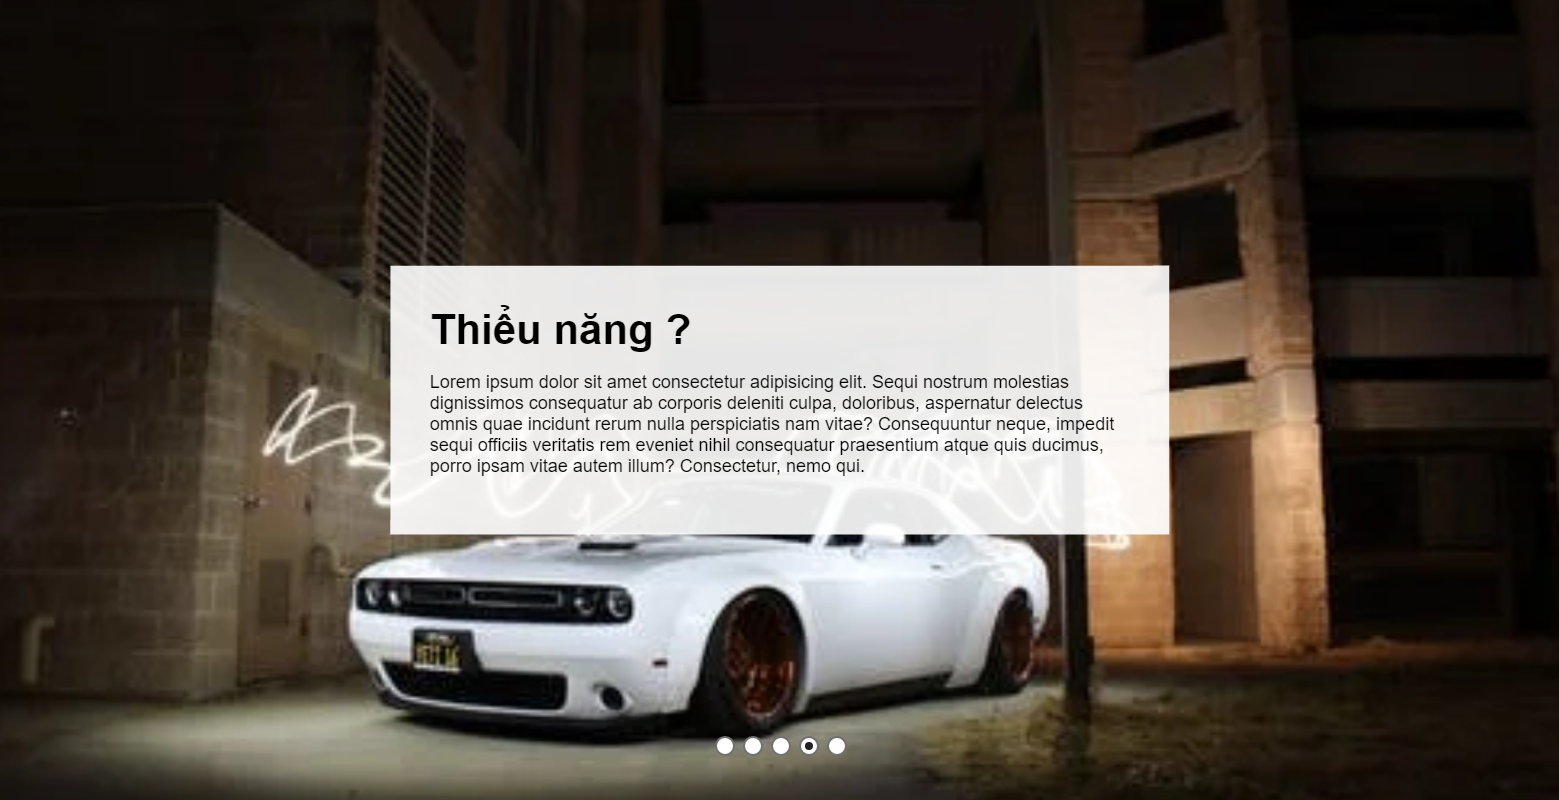 Thiểu năng ?
Lorem ipsum dolor sit amet consectetur adipisicing elit. Sequi nostrum molestias
dignissimos consequatur ab corporis deleniti culpa, doloribus, aspernatur delectus
omnis quae incidunt rerum nulla perspiciatis nam vitae? Consequuntur neque, impedit
sequi officiis veritatis rem eveniet nihil consequatur praesentium atque quis ducimus,
porro ipsam vitae autem illum? Consectetur, nemo qui.